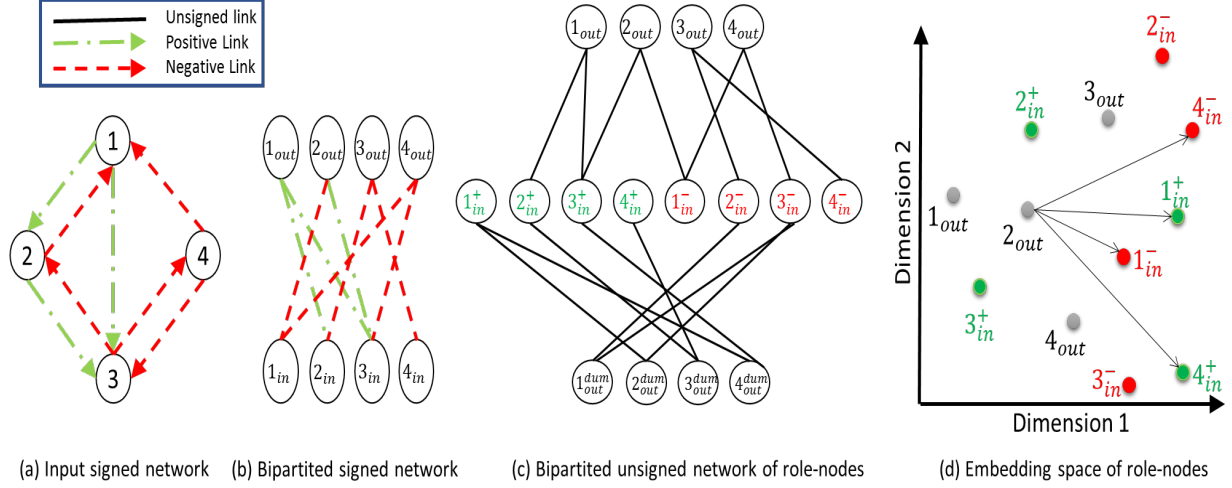 Unsigned link
Positive Link
Negative Link
1
2
4
3
(a) Input signed network
1out 2out 3out 4out
1in 2in 3in 4in
(b) Bipartited signed network
1out 2out 3out 4out
1⁺in 2⁺in 3⁺in 4⁺in 1⁻in 2⁻in 3⁻in 4⁻in
1dumout 2dumout 3dumout 4dumout
(c) Bipartited unsigned network of role-nodes
Dimension 2
2⁻in
3out
2⁺in
4⁻in
1⁺in
1out
2out
1⁻in
3⁺in
4out
3⁻in
4⁺in
Dimension 1
(d) Embedding space of role-nodes